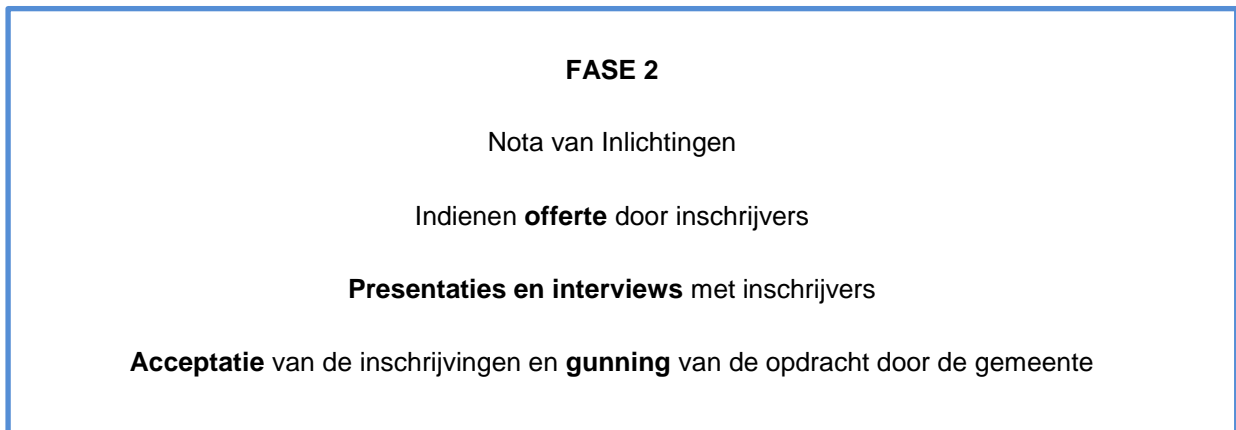 FASE 2
Nota van Inlichtingen
Indienen offerte door inschrijvers
Presentaties en interviews met inschrijvers
Acceptatie van de inschrijvingen en gunning van de opdracht door de gemeente